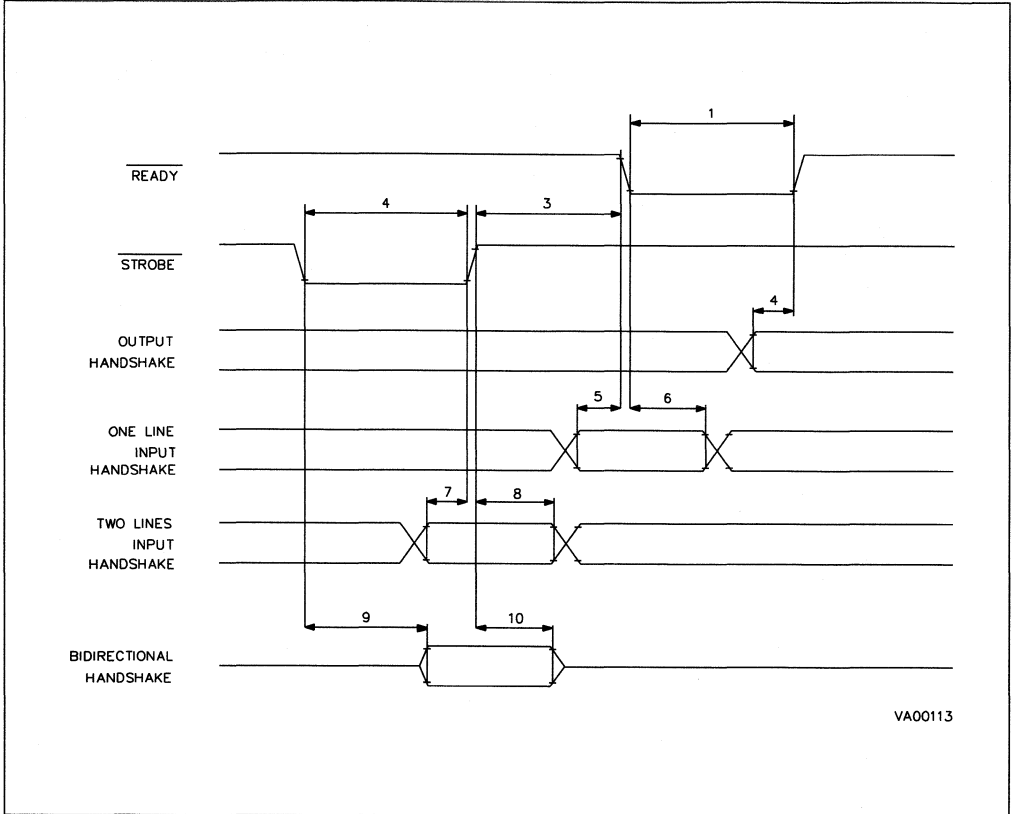 1
READY
4 3
STROBE
4
OUTPUT
HANDSHAKE
5 6
ONE LINE
INPUT
HANDSHAKE
7 8
TWO LINES
INPUT
HANDSHAKE
9 10
BIDIRECTIONAL
HANDSHAKE
VA00113